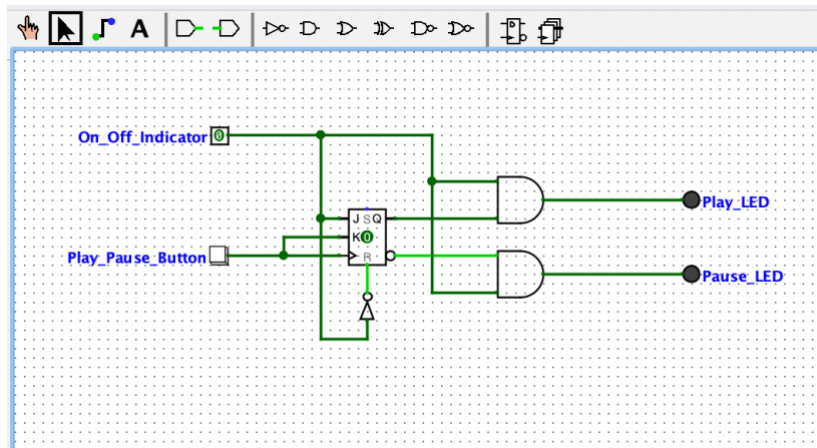 A
D
On_Off_Indicator 0
J S Q
K 0
R
Play_Pause_Button
Play_LED
Pause_LED